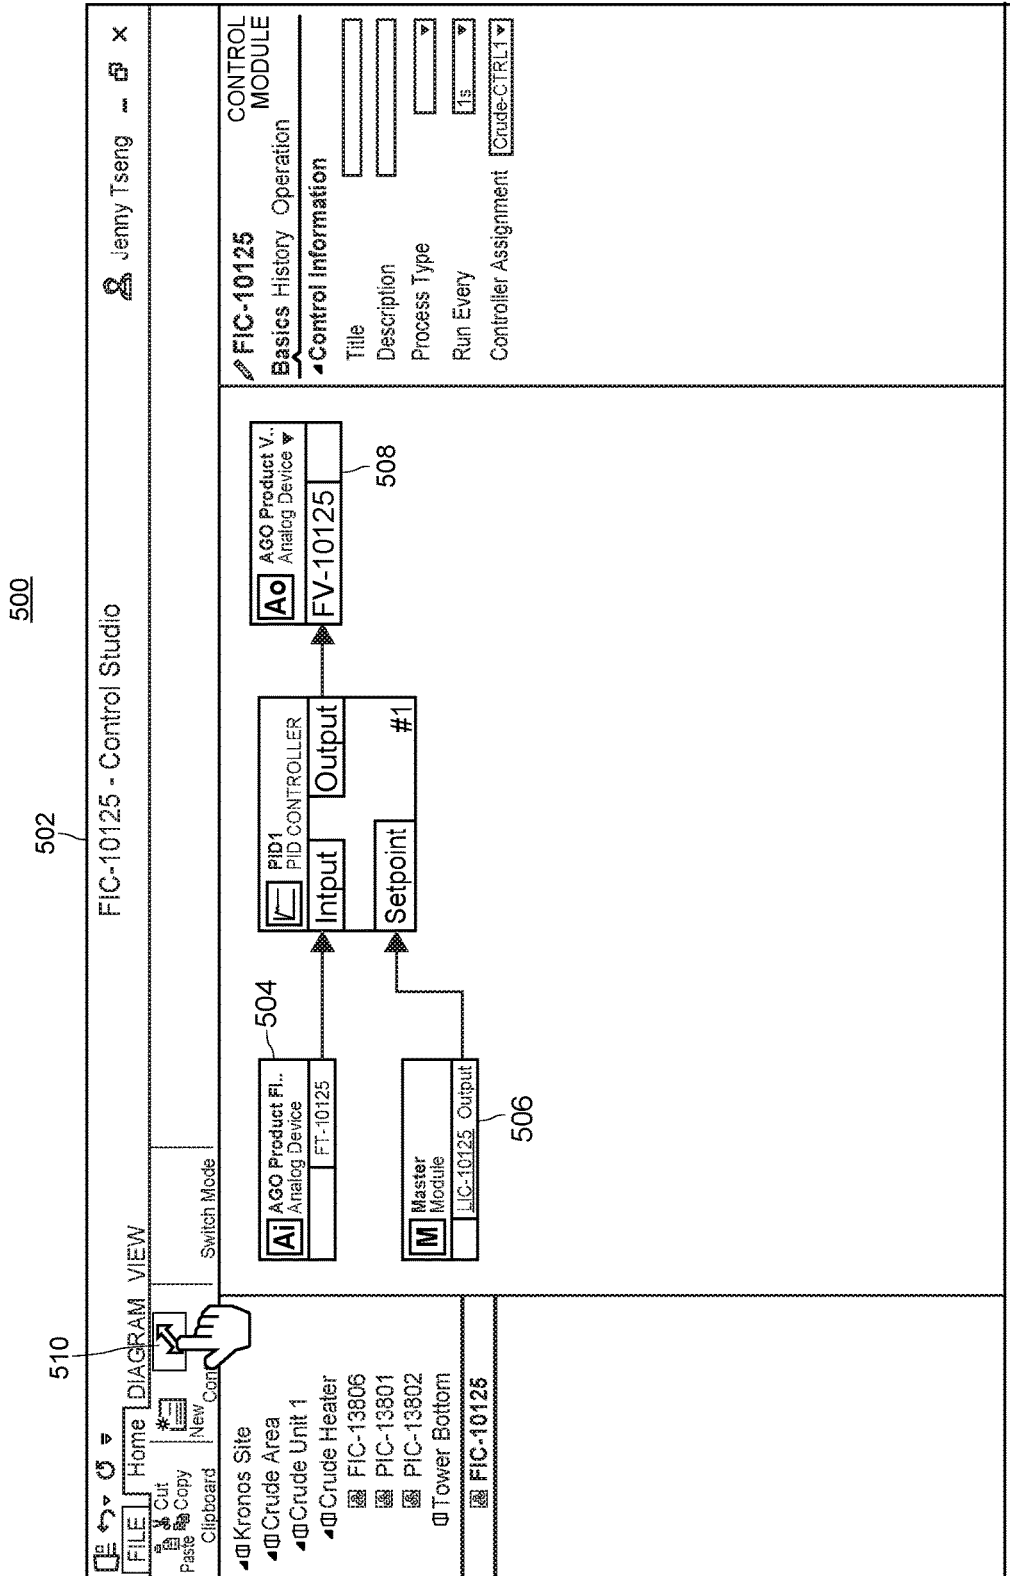 500
502
FIC-10125 - Control Studio
Jenny Tseng
510
FILE Home DIAGRAM VIEW
Paste Cut
Copy
Clipboard
New
Con
Switch Mode
Kronos Site
Crude Area
Crude Unit 1
Crude Heater
FIC-13806
PIC-13801
PIC-13802
Tower Bottom
FIC-10125
Ai AGO Product Fl..
Analog Device
FT-10125
504
M Master
Module
LIC-10125 Output
506
PID1
PID CONTROLLER
Intput Output
Setpoint
#1
Ao AGO Product V..
Analog Device
FV-10125
508
FIC-10125 CONTROL
MODULE
Basics History Operation
Control Information
Title
Description
Process Type
Run Every 1s
Controller Assignment Crude-CTRL1